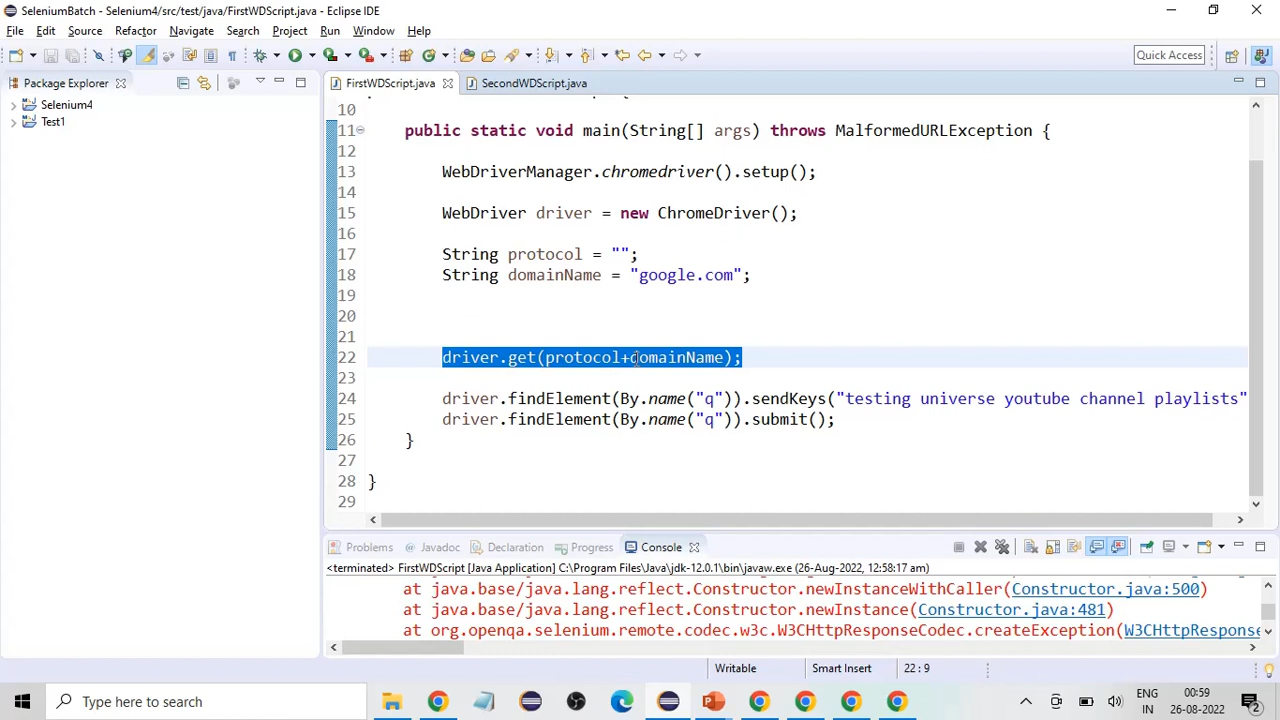 SeleniumBatch - Selenium4/src/test/java/FirstWDScript.java - Eclipse IDE
File Edit Source Refactor Navigate Search Project Run Window Help
Quick Access
Package Explorer
FirstWDScript.java SecondWDScript.java
Selenium4
Test1
10
11 public static void main(String[] args) throws MalformedURLException {
12
13 WebDriverManager.chromedriver().setup();
14
15 WebDriver driver = new ChromeDriver();
16
17 String protocol = "";
18 String domainName = "google.com";
19
20
21
22 driver.get(protocol+domainName);
23
24 driver.findElement(By.name("q")).sendKeys("testing universe youtube channel playlists"
25 driver.findElement(By.name("q")).submit();
26 }
27
28 }
29
Problems Javadoc Declaration Progress Console
<terminated> FirstWDScript [Java Application] C:\Program Files\Java\jdk-12.0.1\bin\javaw.exe (26-Aug-2022, 12:58:17 am)
at java.base/java.lang.reflect.Constructor.newInstanceWithCaller(Constructor.java:500)
at java.base/java.lang.reflect.Constructor.newInstance(Constructor.java:481)
at org.openqa.selenium.remote.codec.w3c.W3CHttpResponseCodec.createException(W3CHttpResponse
Writable Smart Insert 22 : 9
Type here to search
ENG
IN
00:59
26-08-2022
2